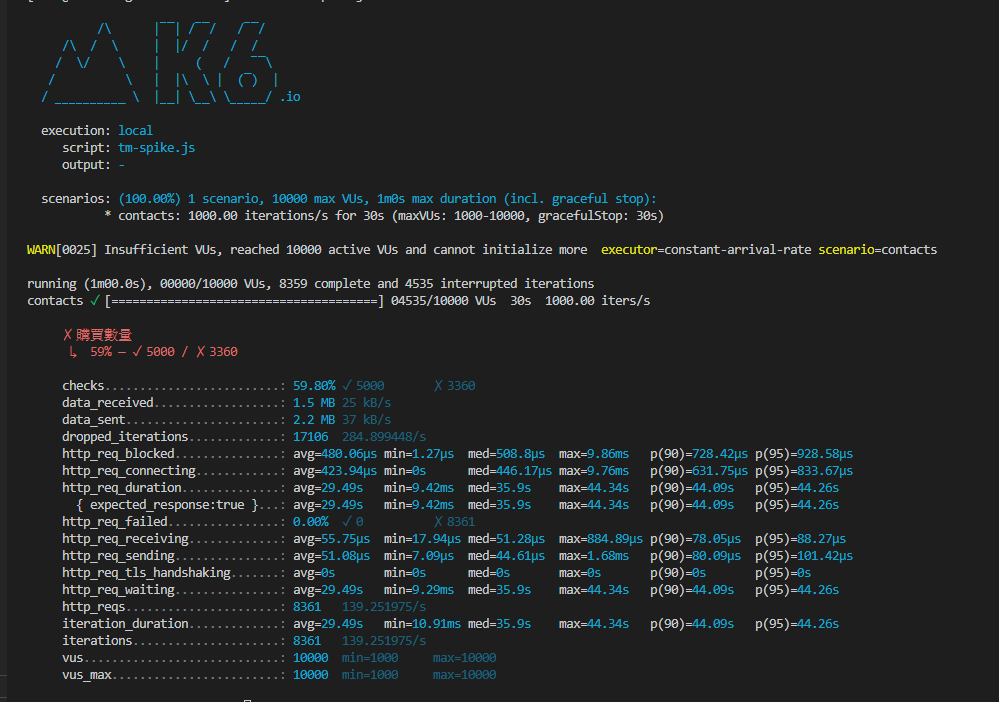 K6 .io
execution: local
script: tm-spike.js
output: -
scenarios: (100.00%) 1 scenario, 10000 max VUs, 1m0s max duration (incl. graceful stop):
* contacts: 1000.00 iterations/s for 30s (maxVUs: 1000-10000, gracefulStop: 30s)
WARN[0025] Insufficient VUs, reached 10000 active VUs and cannot initialize more  executor=constant-arrival-rate scenario=contacts
running (1m00.0s), 00000/10000 VUs, 8359 complete and 4535 interrupted iterations
contacts ✓ [======================================] 04535/10000 VUs  30s  1000.00 iters/s
✗ 購買數量
↳  59% — ✓ 5000 / ✗ 3360
checks.........................: 59.80% ✓ 5000       ✗ 3360
data_received..................: 1.5 MB 25 kB/s
data_sent......................: 2.2 MB 37 kB/s
dropped_iterations.............: 17106  284.899448/s
http_req_blocked...............: avg=480.06µs min=1.27µs  med=508.8µs  max=9.86ms   p(90)=728.42µs p(95)=928.58µs
http_req_connecting............: avg=423.94µs min=0s      med=446.17µs max=9.76ms   p(90)=631.75µs p(95)=833.67µs
http_req_duration..............: avg=29.49s   min=9.42ms  med=35.9s    max=44.34s   p(90)=44.09s   p(95)=44.26s
{ expected_response:true }...: avg=29.49s   min=9.42ms  med=35.9s    max=44.34s   p(90)=44.09s   p(95)=44.26s
http_req_failed................: 0.00%  ✓ 0          ✗ 8361
http_req_receiving.............: avg=55.75µs  min=17.94µs med=51.28µs  max=884.89µs p(90)=78.05µs  p(95)=88.27µs
http_req_sending...............: avg=51.08µs  min=7.09µs  med=44.61µs  max=1.68ms   p(90)=80.09µs  p(95)=101.42µs
http_req_tls_handshaking.......: avg=0s       min=0s      med=0s       max=0s       p(90)=0s       p(95)=0s
http_req_waiting...............: avg=29.49s   min=9.29ms  med=35.9s    max=44.34s   p(90)=44.09s   p(95)=44.26s
http_reqs......................: 8361   139.251975/s
iteration_duration.............: avg=29.49s   min=10.91ms med=35.9s    max=44.34s   p(90)=44.09s   p(95)=44.26s
iterations.....................: 8361   139.251975/s
vus............................: 10000  min=1000     max=10000
vus_max........................: 10000  min=1000     max=10000